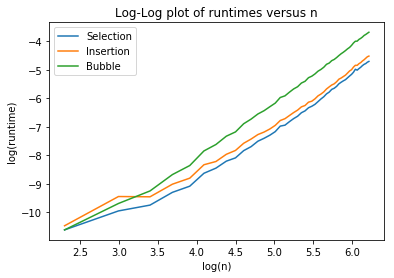 Log-Log plot of runtimes versus n
Selection
Insertion
Bubble
−4
−5
−6
−7
−8
−9
−10
log(runtime)
2.5
3.0
3.5
4.0
4.5
5.0
5.5
6.0
log(n)